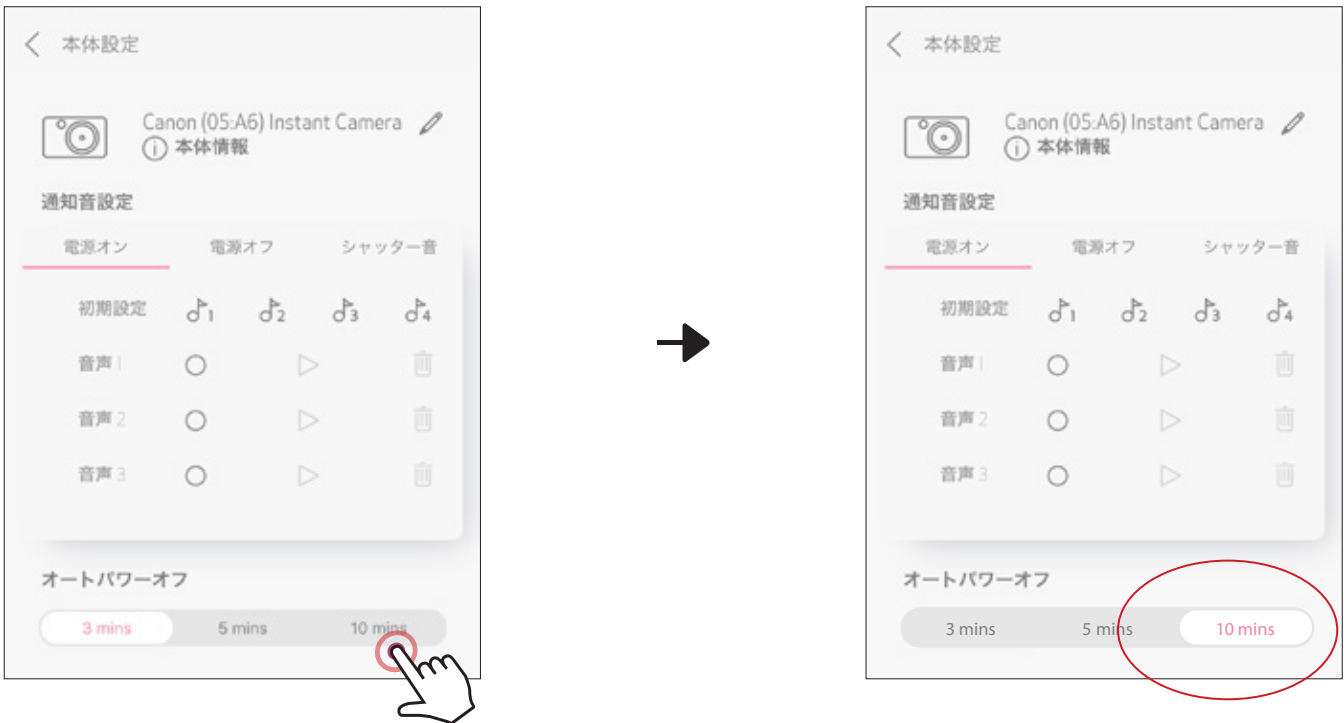 本体設定
Canon (05:A6) Instant Camera
本体情報
通知音設定
電源オン 電源オフ シャッター音
初期設定 1 2 3 4
音声 1
音声 2
音声 3
オートパワーオフ
3 mins 5 mins 10 mins
本体設定
Canon (05:A6) Instant Camera
本体情報
通知音設定
電源オン 電源オフ シャッター音
初期設定 1 2 3 4
音声 1
音声 2
音声 3
オートパワーオフ
3 mins 5 mins 10 mins